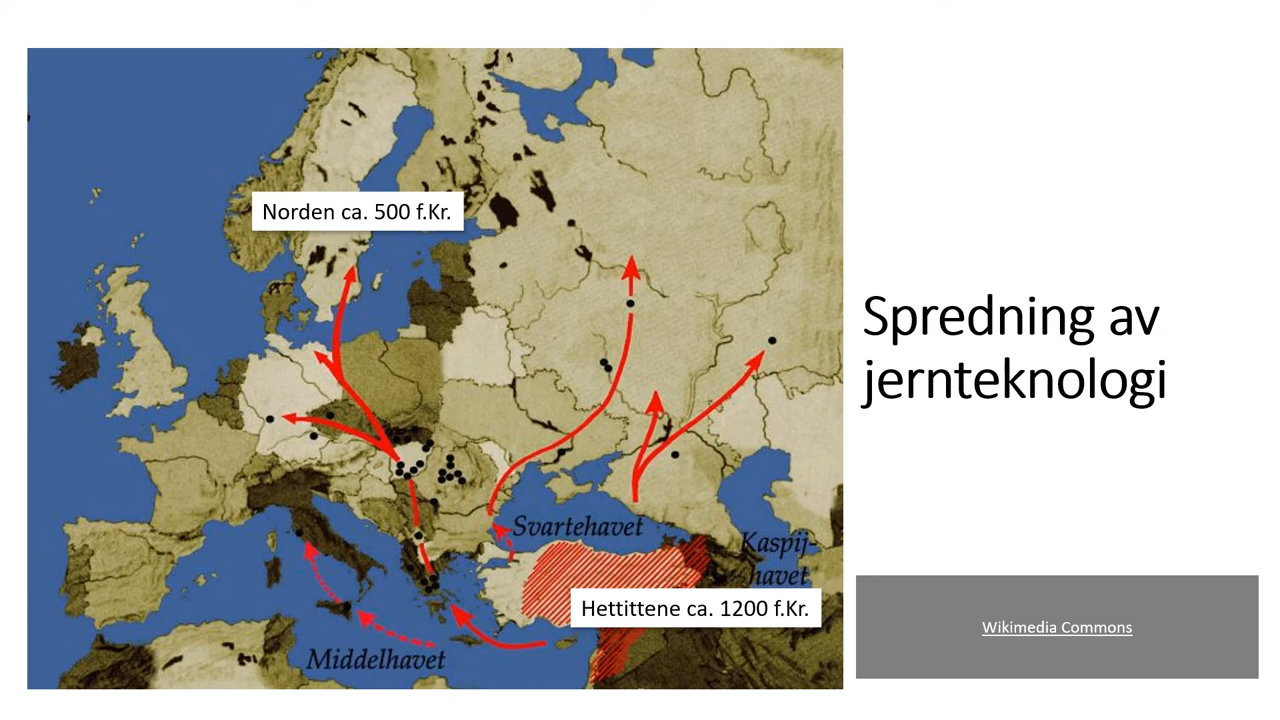 Norden ca. 500 f.Kr.
Svartehavet
Kaspij-
havet
Hettittene ca. 1200 f.Kr.
Middelhavet
Spredning av
jernteknologi
Wikimedia Commons